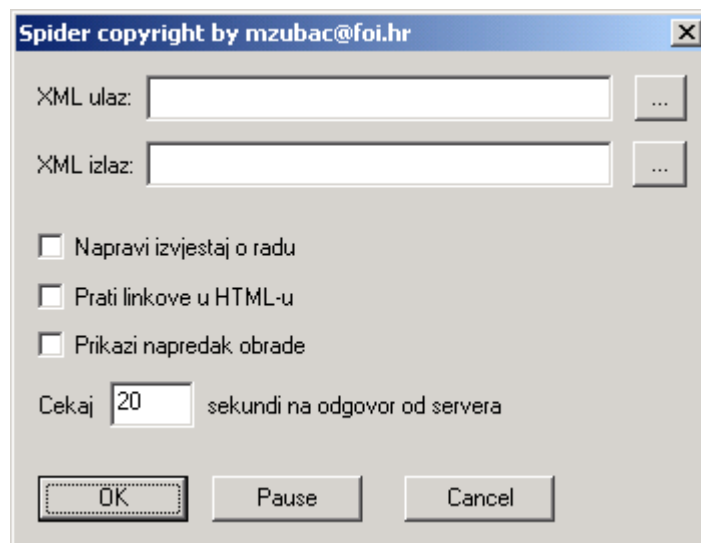 Spider copyright by mzubac@foi.hr
XML ulaz: ...
XML izlaz: ...
Napravi izvjestaj o radu
Prati linkove u HTML-u
Prikazi napredak obrade
Cekaj 20 sekundi na odgovor od servera
OK Pause Cancel